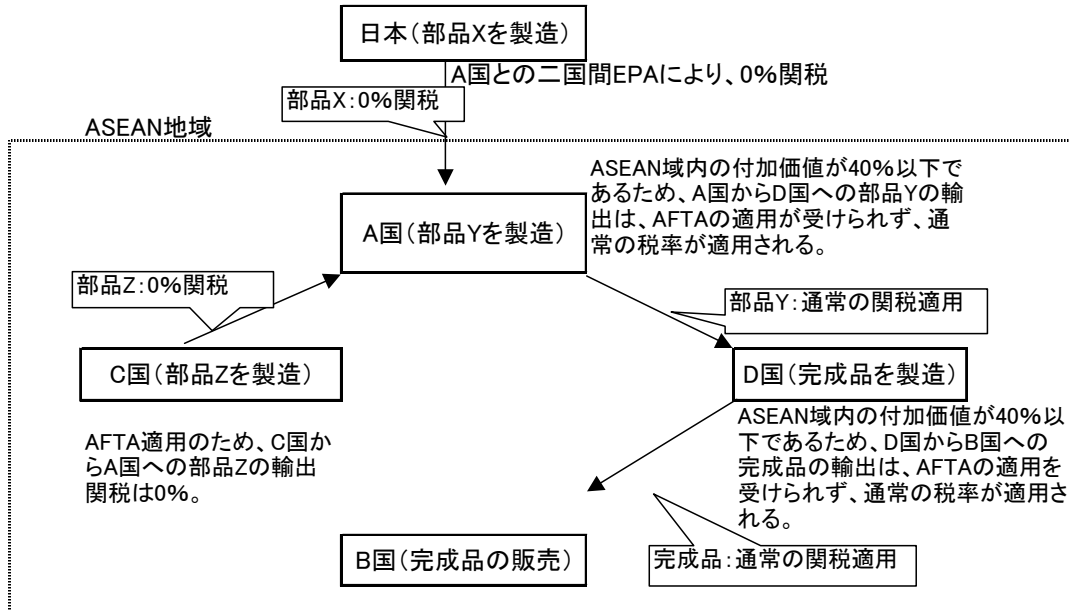 日本（部品Xを製造）
A国との二国間EPAにより、0%関税
部品X：0%関税
ASEAN地域
ASEAN域内の付加価値が40%以下で
あるため、A国からD国への部品Yの輸
出は、AFTAの適用が受けられず、通
常の税率が適用される。
A国（部品Yを製造）
部品Z：0%関税
部品Y：通常の関税適用
C国（部品Zを製造）
D国（完成品を製造）
AFTA適用のため、C国か
らA国への部品Zの輸出
関税は0%。
ASEAN域内の付加価値が40%以
下であるため、D国からB国への
完成品の輸出は、AFTAの適用を
受けられず、通常の税率が適用さ
れる。
B国（完成品の販売）
完成品：通常の関税適用